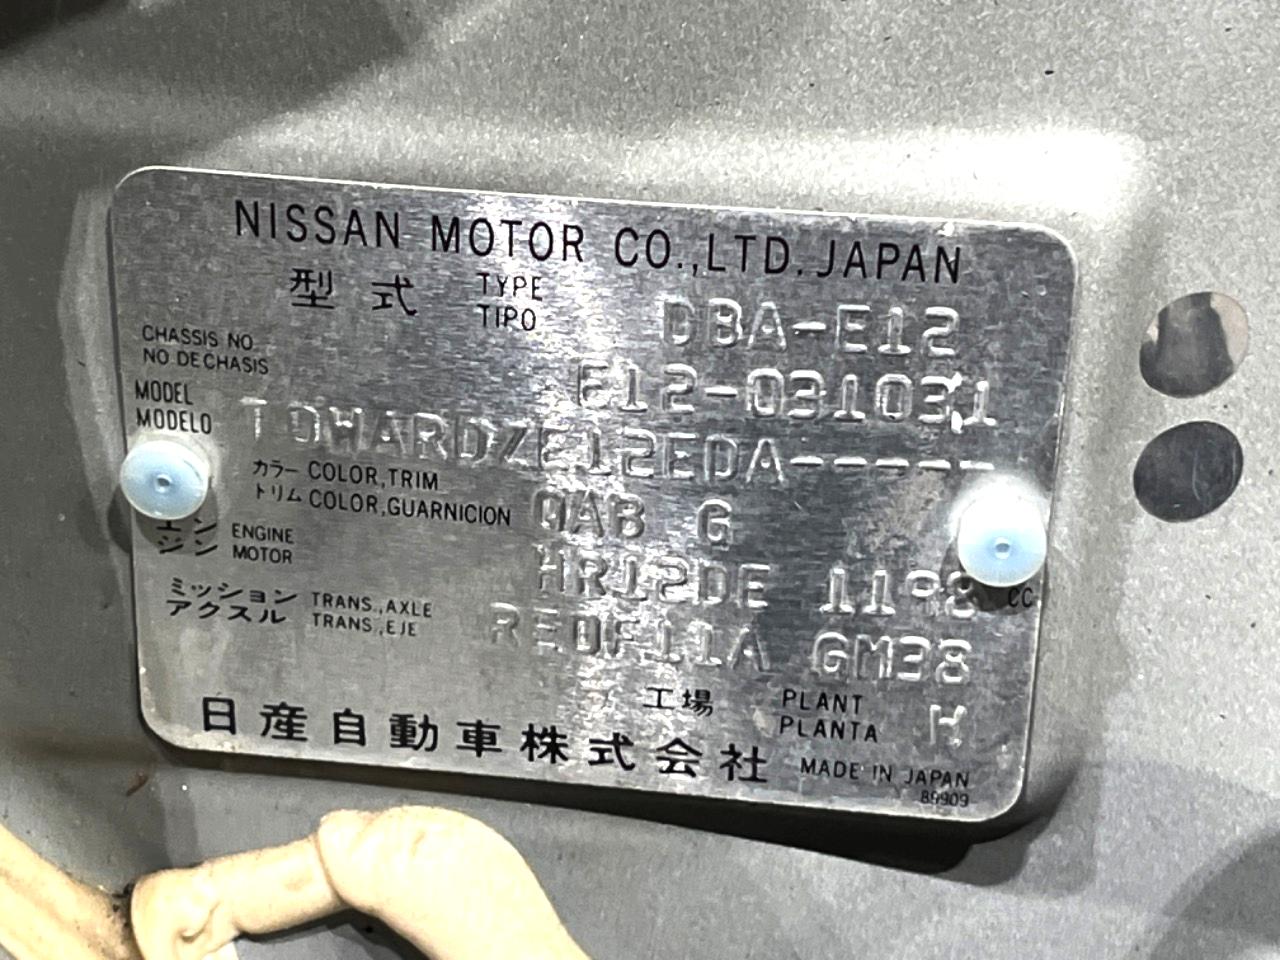 NISSAN MOTOR CO.,LTD.JAPAN
型 式 TYPE TIPO DBA-E12
CHASSIS NO
NO DE CHASIS
E12-031031
MODEL
MODELO
TDWARDZE12EDA-----
カラー COLOR,TRIM
トリム COLOR,GUARNICION
QAB G
エン ENGINE
ジン MOTOR
HR12DE 1198 CC
ミッション TRANS.,AXLE
アクスル TRANS.,EJE
RE0F11A GM38
工場 PLANT
PLANTA
H
日産自動車株式会社 MADE IN JAPAN
89909